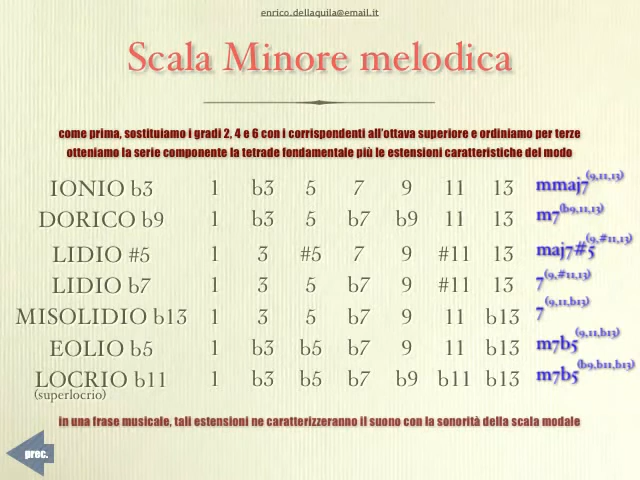 enrico.dellaquila@email.it
Scala Minore melodica
come prima, sostituiamo i gradi 2, 4 e 6 con i corrispondenti all'ottava superiore e ordiniamo per terze
otteniamo la serie componente la tetrade fondamentale più le estensioni caratteristiche del modo
IONIO b3 1 b3 5 7 9 11 13 mmaj7(9,11,13)
DORICO b9 1 b3 5 b7 b9 11 13 m7(b9,11,13)
LIDIO #5 1 3 #5 7 9 #11 13 maj7#5(9,#11,13)
LIDIO b7 1 3 5 b7 9 #11 13 7(9,#11,13)
MISOLIDIO b13 1 3 5 b7 9 11 b13 7(9,11,b13)
EOLIO b5 1 b3 b5 b7 9 11 b13 m7b5(9,11,b13)
LOCRIO b11 1 b3 b5 b7 b9 b11 b13 m7b5(b9,b11,b13)
(superlocrio)
in una frase musicale, tali estensioni ne caratterizzeranno il suono con la sonorità della scala modale
prec.